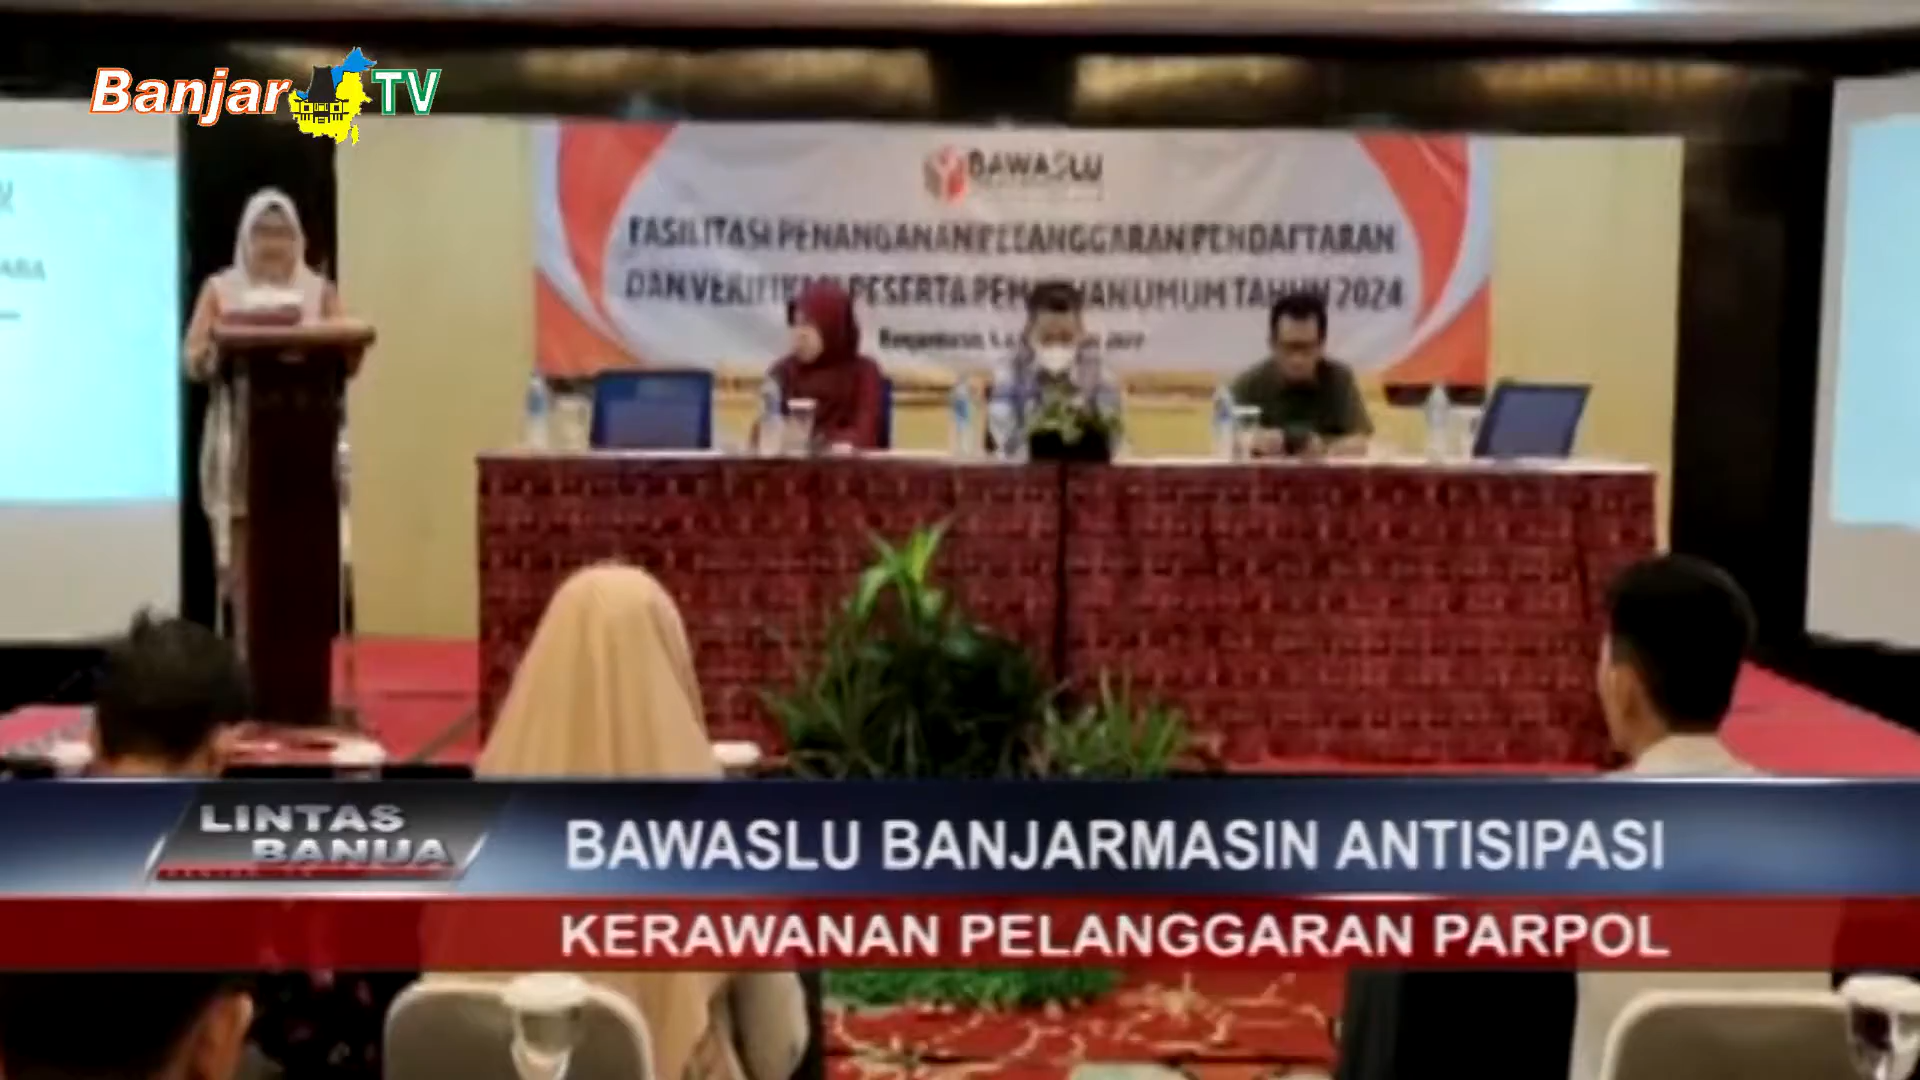 Banjar TV
BAWASLU
FASILITASI PENANGANAN PELANGGARAN PENDAFTARAN
DAN VERIFIKASI PESERTA PEMILIHAN UMUM TAHUN 2024
LINTAS
BANUA
BAWASLU BANJARMASIN ANTISIPASI
KERAWANAN PELANGGARAN PARPOL